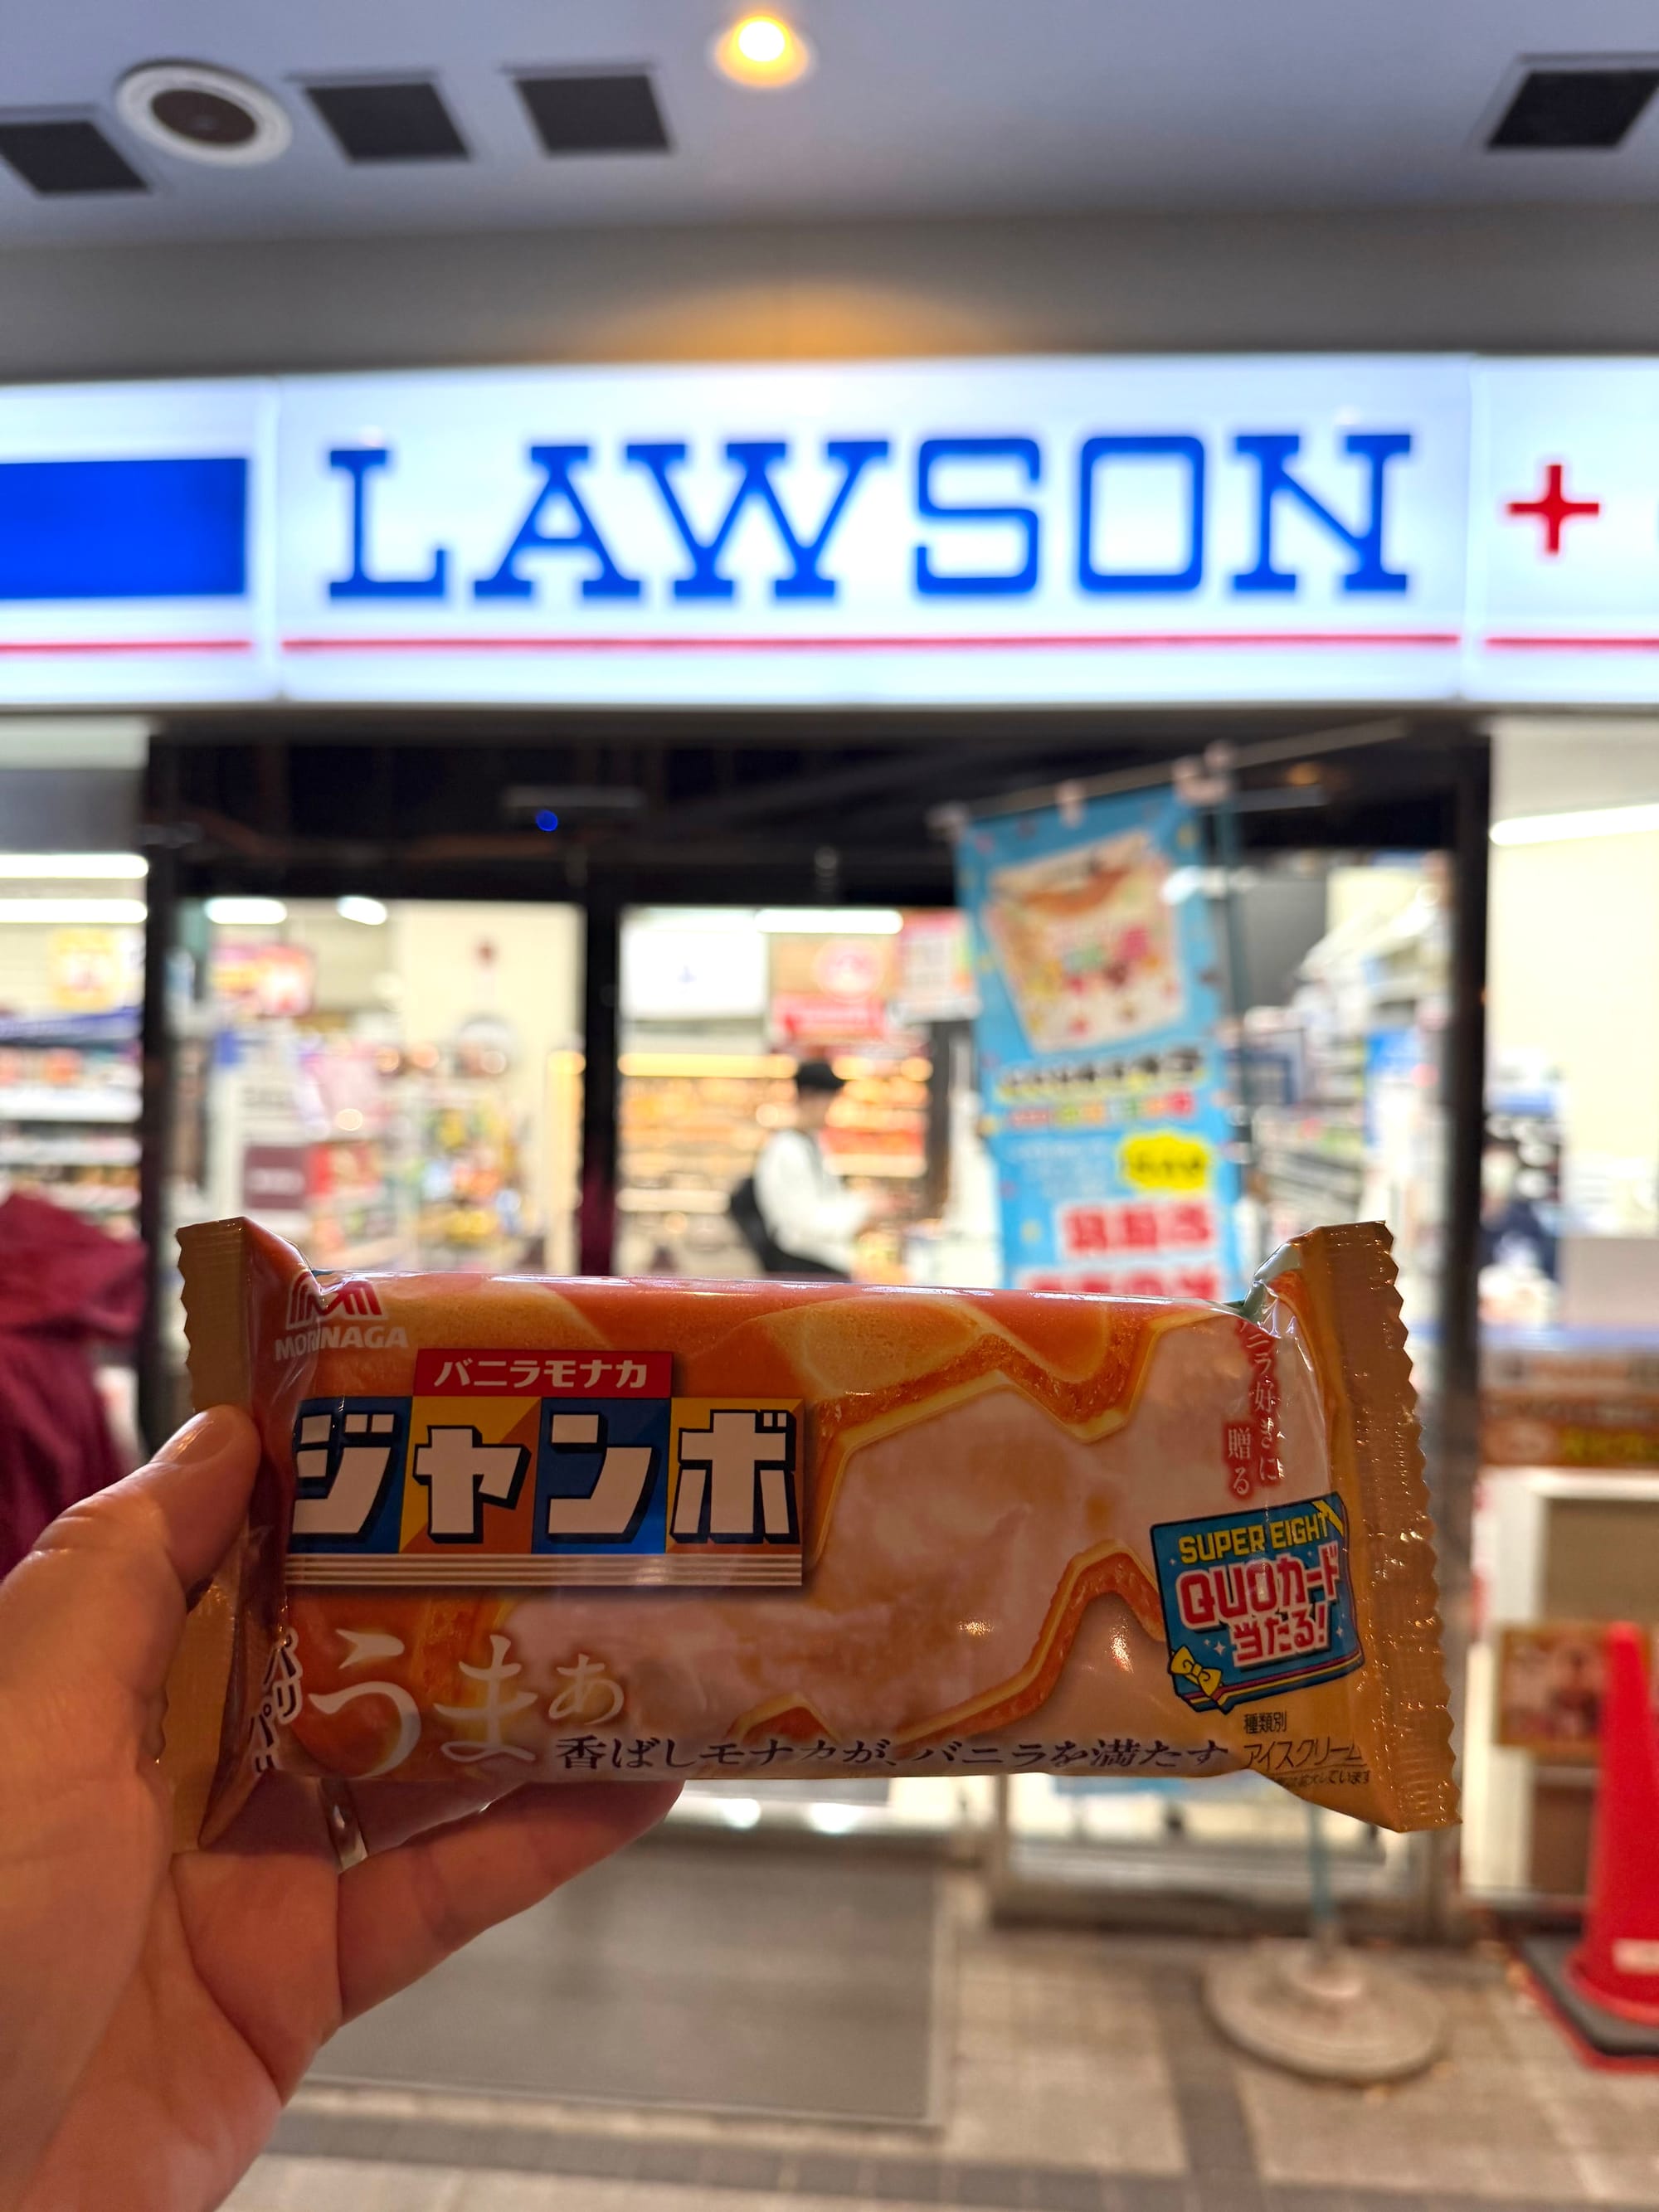 LAWSON +
MORINAGA
バニラモナカ
ジャンボ
ニラ好きに
贈る
SUPER EIGHT
QUOカード
当たる!
パリパリ
うまぁ
香ばしモナカが、バニラを満たす
種類別
アイスクリーム